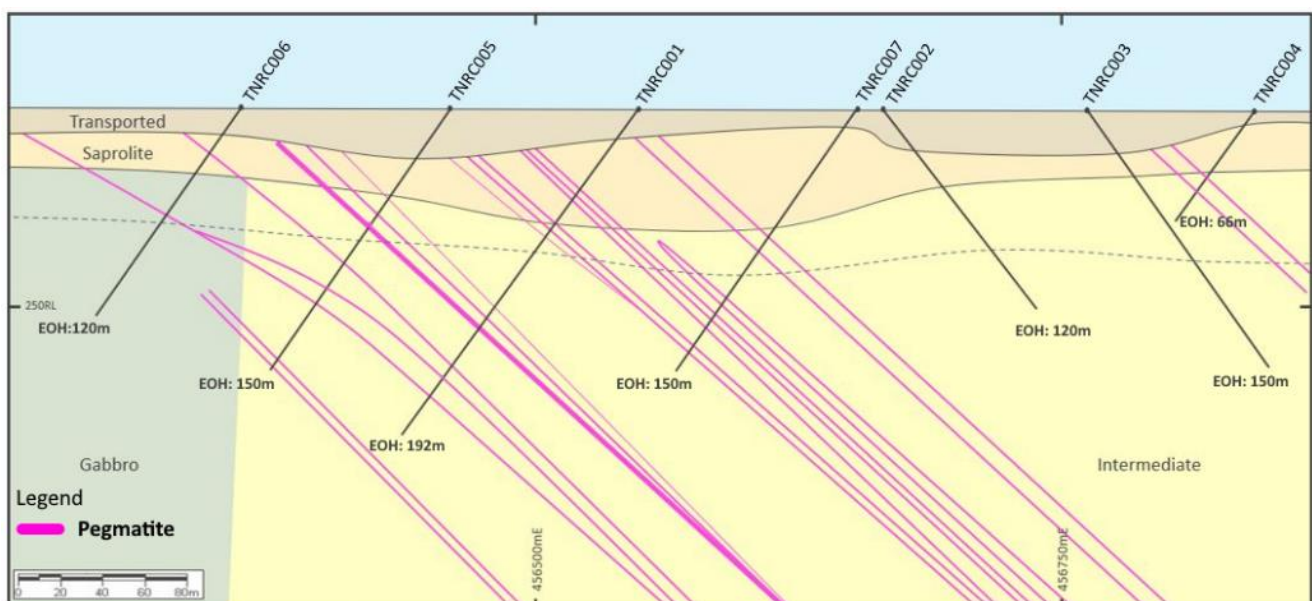 TNRC006
TNRC005
TNRC001
TNRC007
TNRC002
TNRC003
TNRC004
Transported
Saprolite
EOH: 66m
250RL
EOH:120m
EOH: 120m
EOH: 150m
EOH: 150m
EOH: 150m
EOH: 192m
Gabbro
Intermediate
Legend
Pegmatite
456500mE
456750mE
0 20 40 60 80m